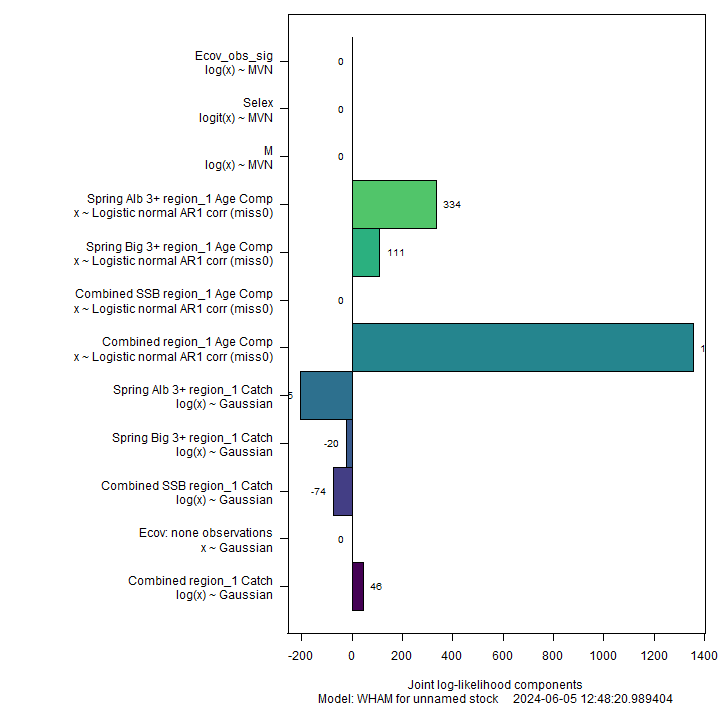 Ecov_obs_sig
log(x) ~ MVN
0
Selex
logit(x) ~ MVN
0
M
log(x) ~ MVN
0
Spring Alb 3+ region_1 Age Comp
x ~ Logistic normal AR1 corr (miss0)
334
Spring Big 3+ region_1 Age Comp
x ~ Logistic normal AR1 corr (miss0)
111
Combined SSB region_1 Age Comp
x ~ Logistic normal AR1 corr (miss0)
0
Combined region_1 Age Comp
x ~ Logistic normal AR1 corr (miss0)
1
Spring Alb 3+ region_1 Catch
log(x) ~ Gaussian
5
Spring Big 3+ region_1 Catch
log(x) ~ Gaussian
-20
Combined SSB region_1 Catch
log(x) ~ Gaussian
-74
Ecov: none observations
x ~ Gaussian
0
Combined region_1 Catch
log(x) ~ Gaussian
46
-200 0 200 400 600 800 1000 1200 1400
Joint log-likelihood components
Model: WHAM for unnamed stock 2024-06-05 12:48:20.989404